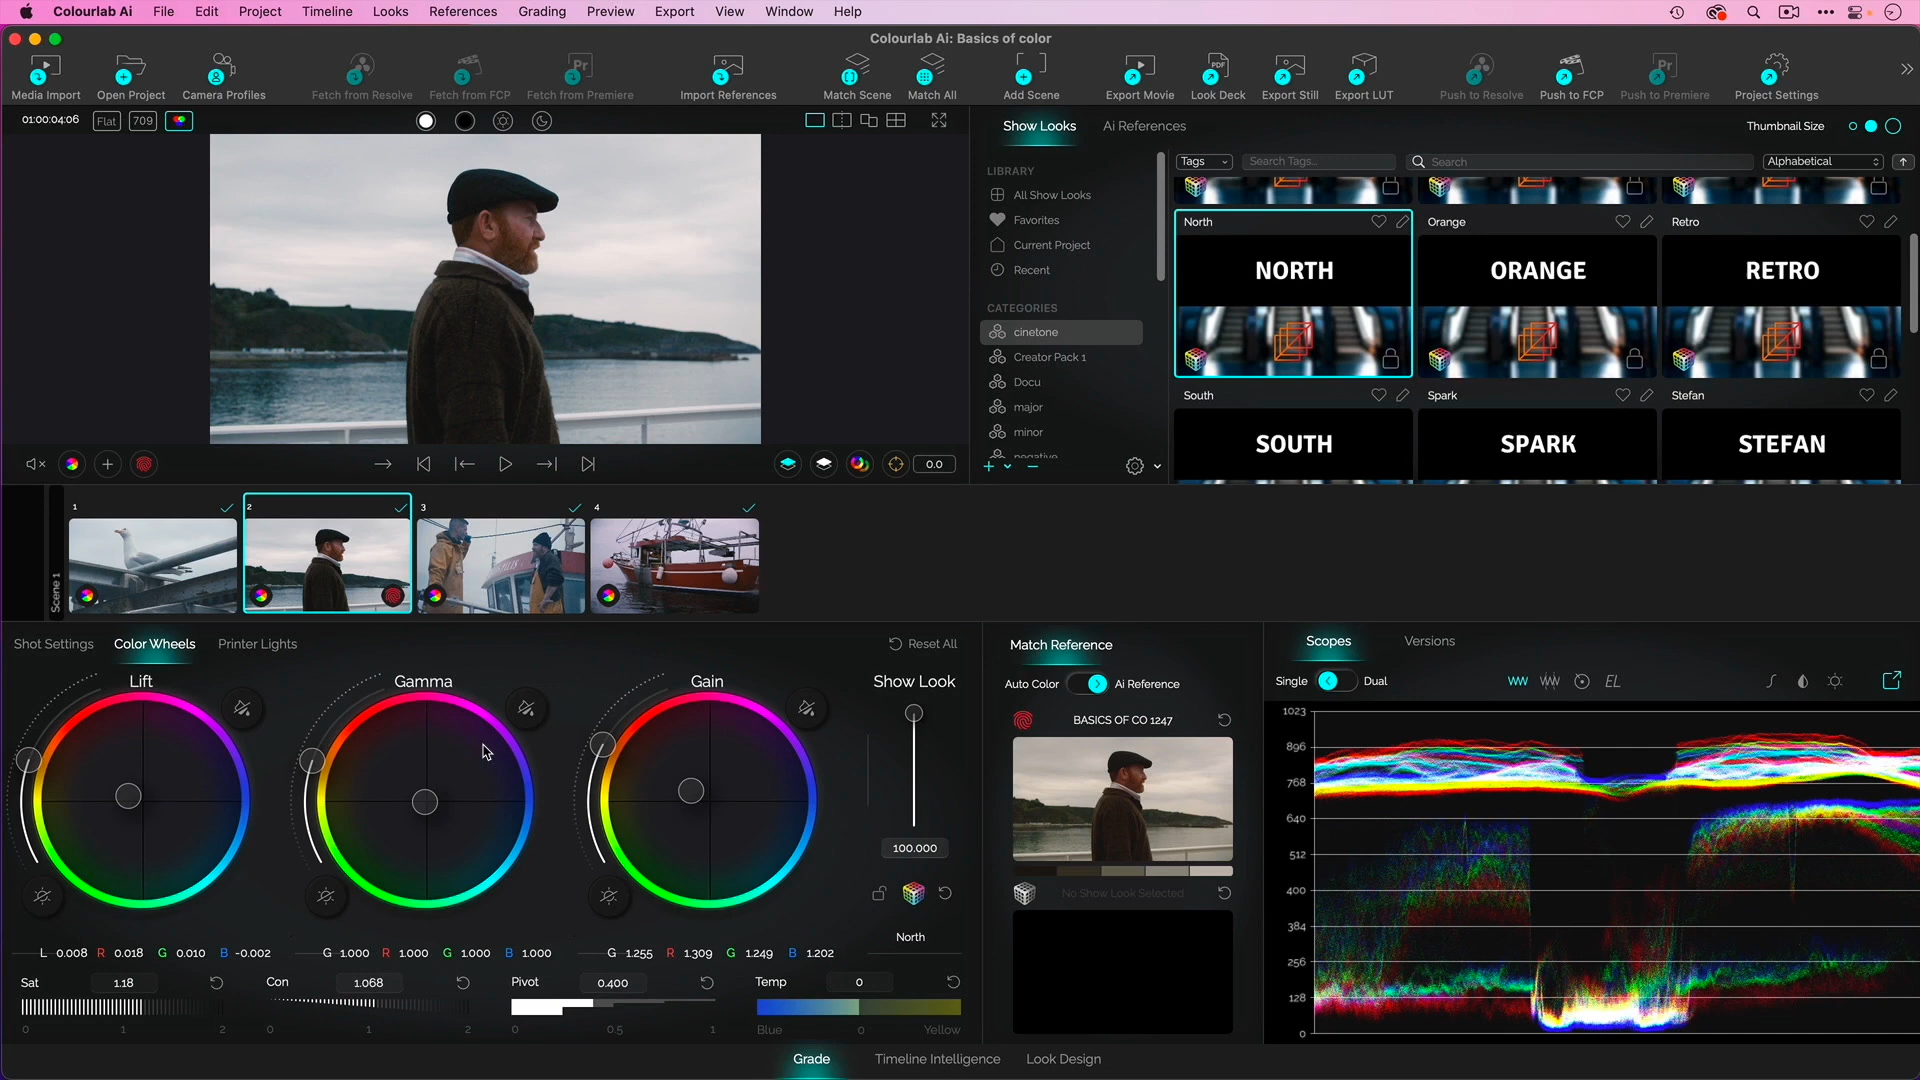 Colourlab Ai File Edit Project Timeline Looks References Grading Preview Export View Window Help
Colourlab Ai: Basics of color
Media Import Open Project Camera Profiles Fetch from Resolve Fetch from FCP Fetch from Premiere Import References Match Scene Match All Add Scene Export Movie Look Deck Export Still Export LUT Push to Resolve Push to FCP Push to Premiere Project Settings
01:00:04:06 Flat 709
Show Looks Ai References Thumbnail Size
Tags Search Tags... Search Alphabetical
LIBRARY
All Show Looks
Favorites
Current Project
Recent
CATEGORIES
cinetone
Creator Pack 1
Docu
major
minor
negative
North Orange Retro
NORTH ORANGE RETRO
South Spark Stefan
SOUTH SPARK STEFAN
0.0
Scene 1
1 2 3 4
Shot Settings Color Wheels Printer Lights Reset All
Lift Gamma Gain Show Look
100.000
North
L 0.008 R 0.018 G 0.010 B -0.002 G 1.000 R 1.000 G 1.000 B 1.000 G 1.255 R 1.309 G 1.249 B 1.202
Sat 1.18 Con 1.068 Pivot 0.400 Temp 0
0 1 2 0 1 2 0 0.5 1 Blue 0 Yellow
Match Reference
Auto Color Ai Reference
BASICS OF CO 1247
No Show Look Selected
Scopes Versions
Single Dual EL
1023
896
768
640
512
400
384
256
128
0
Grade Timeline Intelligence Look Design